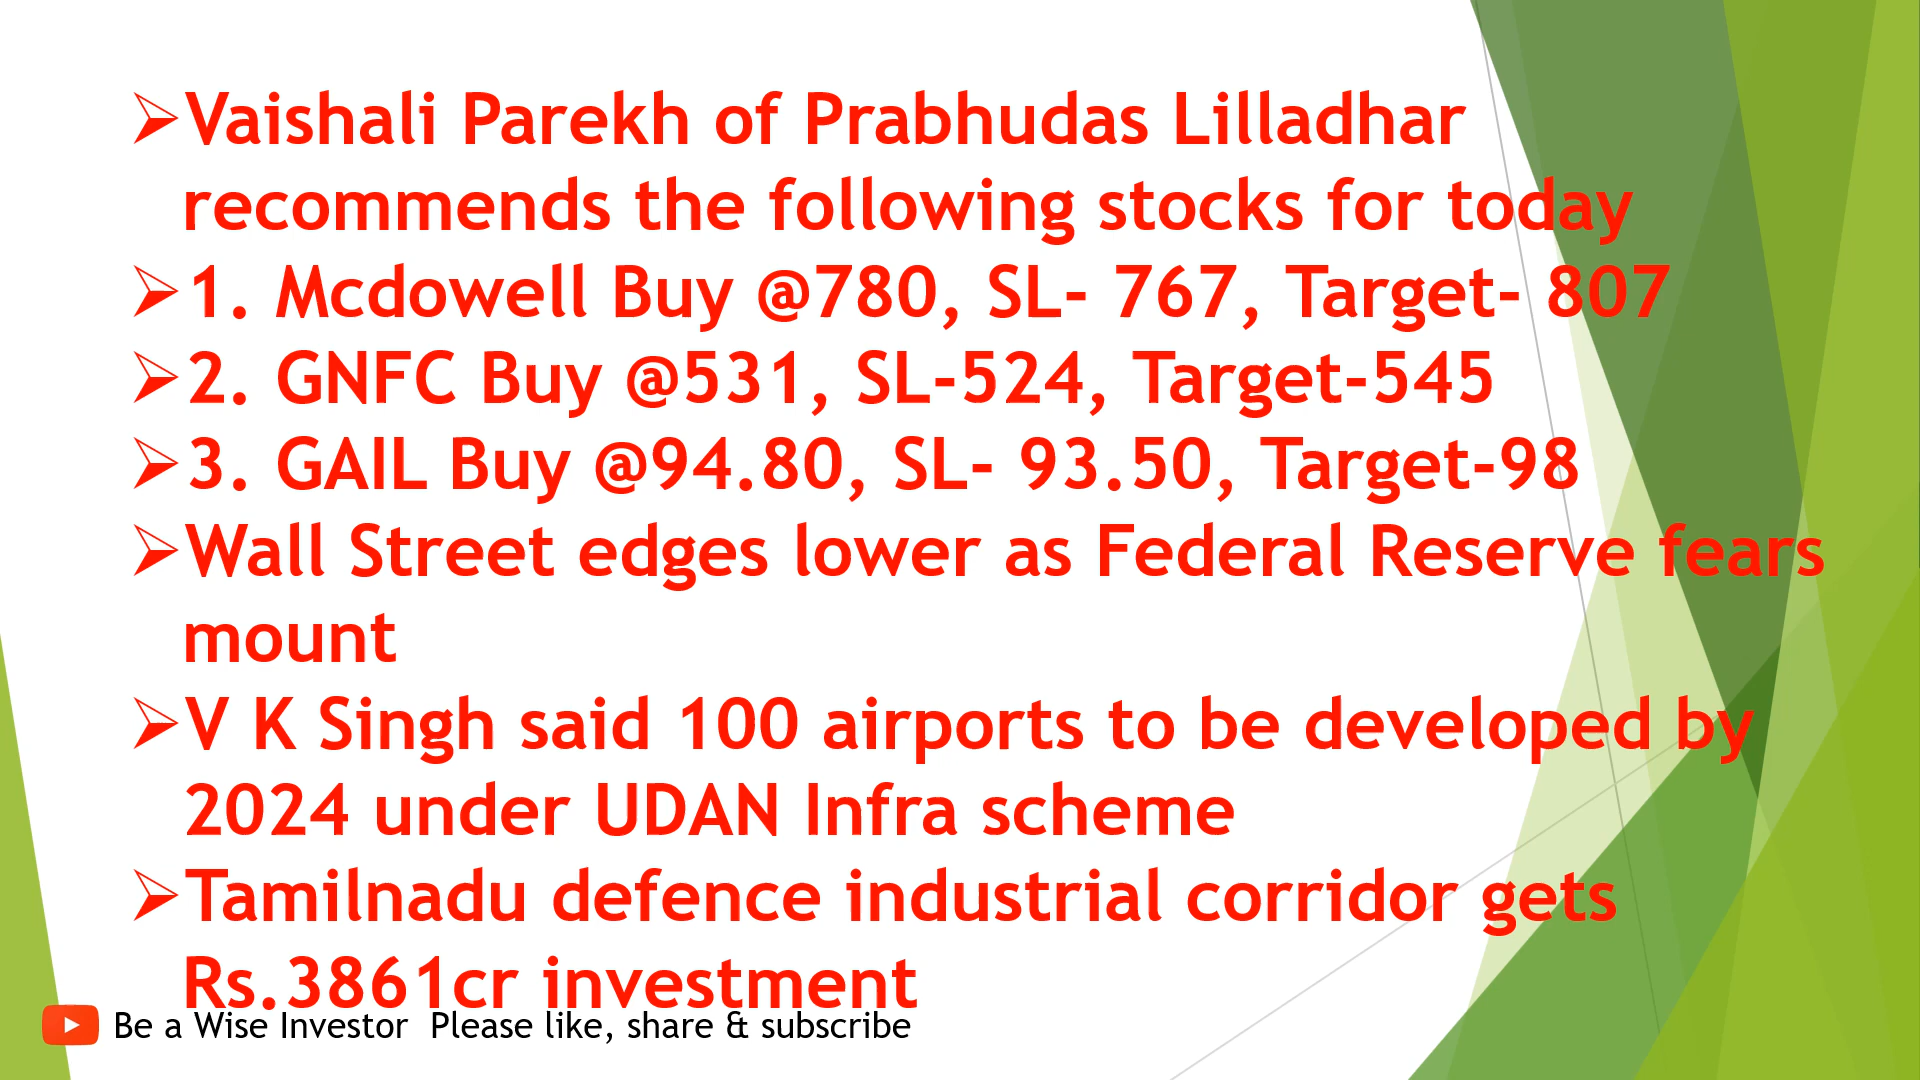 ➢Vaishali Parekh of Prabhudas Lilladhar
recommends the following stocks for today
➢1. Mcdowell Buy @780, SL- 767, Target- 807
➢2. GNFC Buy @531, SL-524, Target-545
➢3. GAIL Buy @94.80, SL- 93.50, Target-98
➢Wall Street edges lower as Federal Reserve fears
mount
➢V K Singh said 100 airports to be developed by
2024 under UDAN Infra scheme
➢Tamilnadu defence industrial corridor gets
Rs.3861cr investment
Be a Wise Investor  Please like, share & subscribe